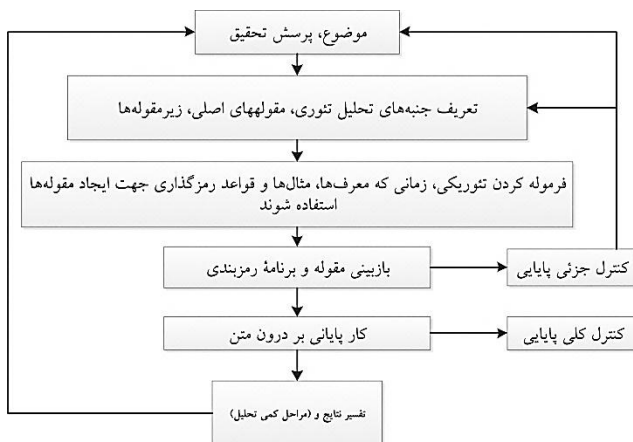 موضوع، پرسش تحقیق
تعریف جنبه‌های تحلیل تئوری، مقولههای اصلی، زیرمقوله‌ها
فرموله کردن تئوریکی، زمانی که معرف‌ها، مثال‌ها و قواعد رمزگذاری جهت ایجاد مقوله‌ها
استفاده شوند
بازبینی مقوله و برنامهٔ رمزبندی
کنترل جزئی پایایی
کار پایانی بر درون متن
کنترل کلی پایایی
تفسیر نتایج و (مراحل کمی تحلیل)